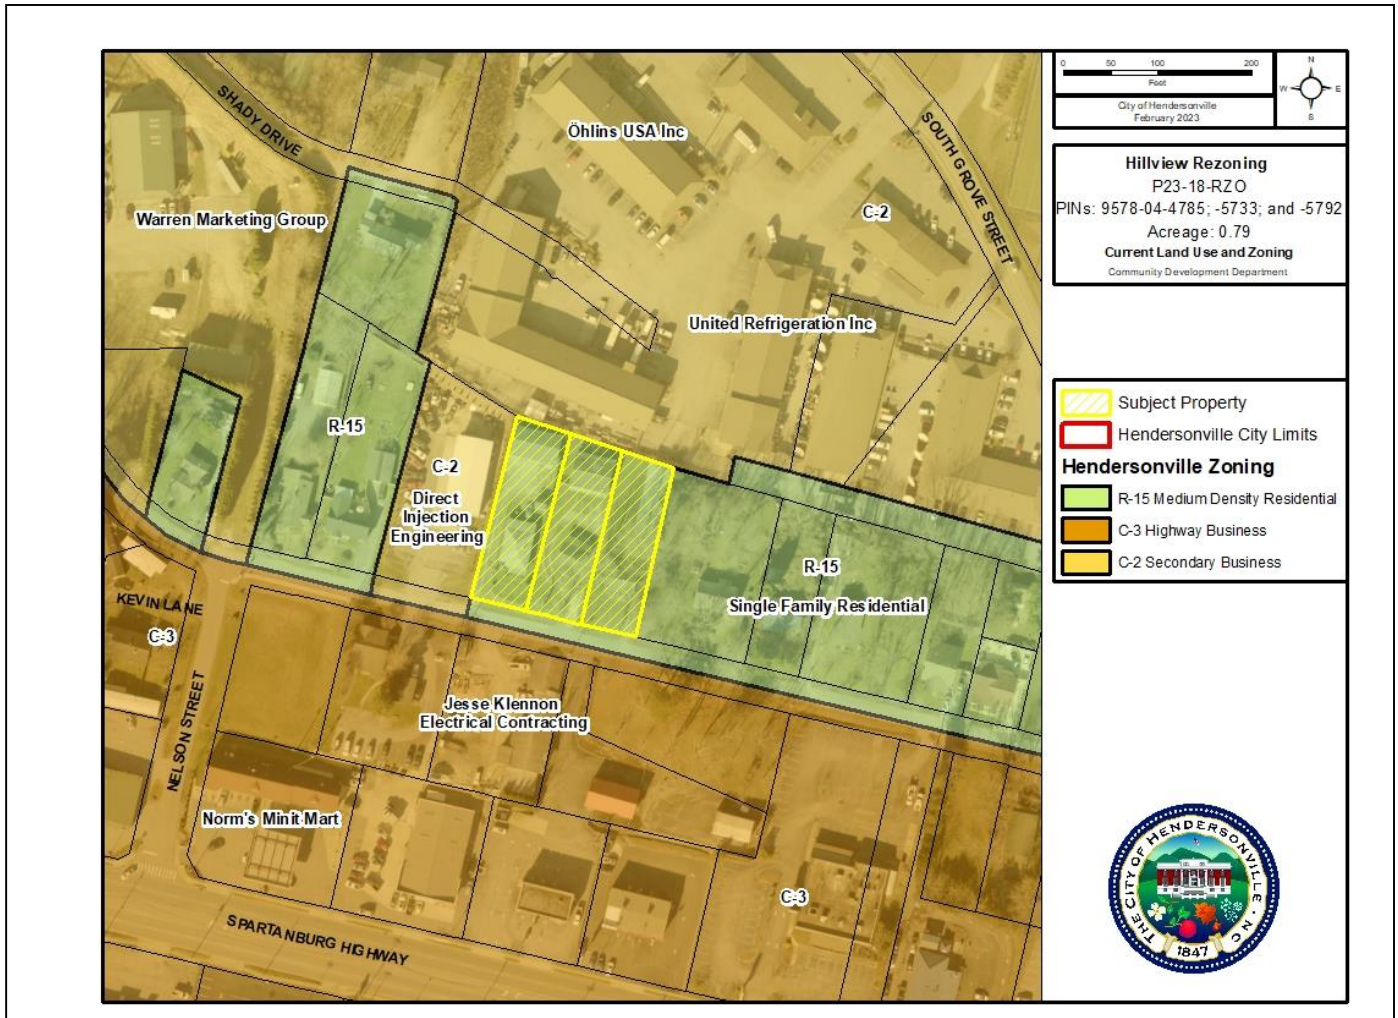 SHADY DRIVE
Öhlins USA Inc
SOUTH GROVE STREET
C-2
Warren Marketing Group
United Refrigeration Inc
R-15
C-2
Direct
Injection
Engineering
R-15
Single Family Residential
KEVIN LANE
C-3
NELSON STREET
Jesse Klennon
Electrical Contracting
Norm's Minit Mart
C-3
SPARTANBURG HIGHWAY
0 50 100 200
Feet
N
W E
S
City of Hendersonville
February 2023
Hillview Rezoning
P23-18-RZO
PINs: 9578-04-4785; -5733; and -5792
Acreage: 0.79
Current Land Use and Zoning
Community Development Department
Subject Property
Hendersonville City Limits
Hendersonville Zoning
R-15 Medium Density Residential
C-3 Highway Business
C-2 Secondary Business
THE CITY OF HENDERSONVILLE · NC
1847